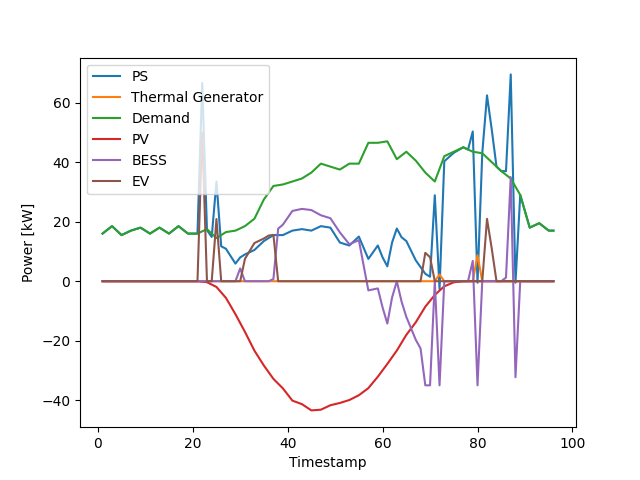 PS
Thermal Generator
Demand
PV
BESS
EV
Power [kW]
60
40
20
0
−20
−40
0 20 40 60 80 100
Timestamp